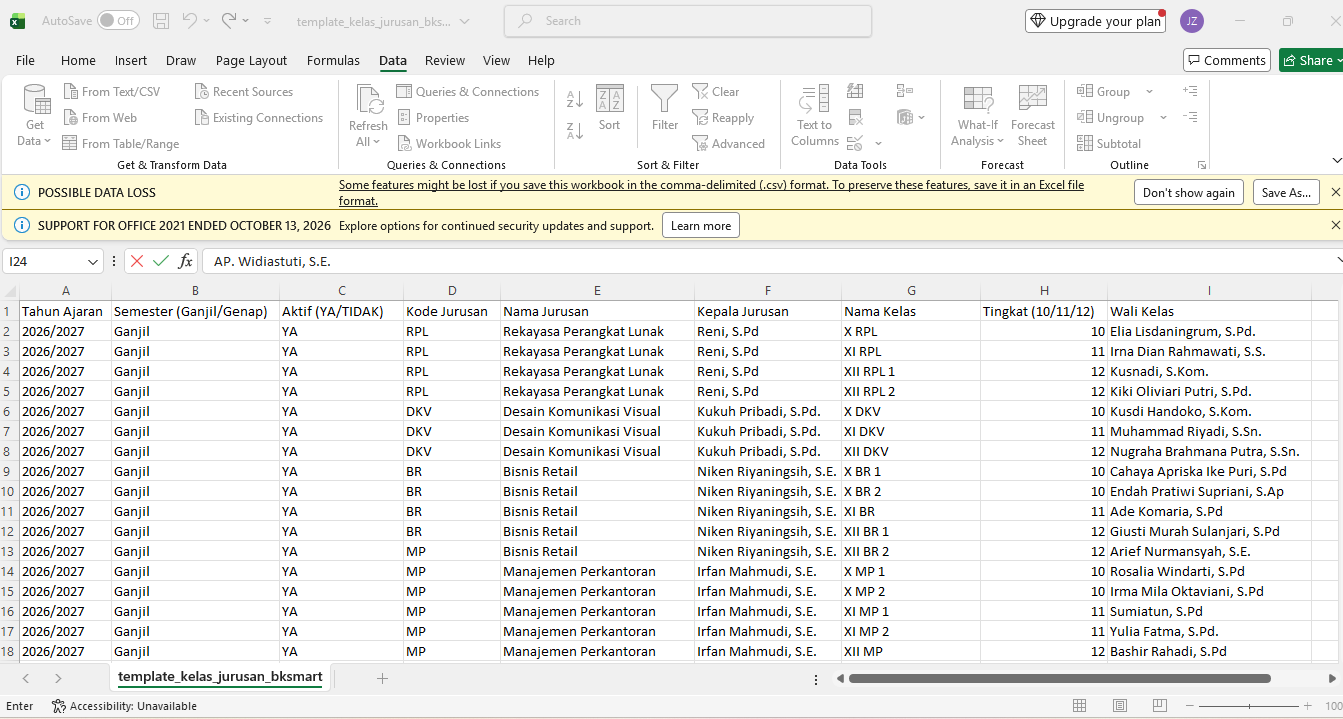 AutoSave Off template_kelas_jurusan_bks... Search Upgrade your plan JZ
File Home Insert Draw Page Layout Formulas Data Review View Help Comments Share
Get Data From Text/CSV From Web From Table/Range Recent Sources Existing Connections
Get & Transform Data
Refresh All Queries & Connections Properties Workbook Links
Queries & Connections
Sort Filter Clear Reapply Advanced
Sort & Filter
Text to Columns
Data Tools
What-If Analysis Forecast Sheet
Forecast
Group Ungroup Subtotal
Outline
POSSIBLE DATA LOSS Some features might be lost if you save this workbook in the comma-delimited (.csv) format. To preserve these features, save it in an Excel file
format. Don't show again Save As...
SUPPORT FOR OFFICE 2021 ENDED OCTOBER 13, 2026 Explore options for continued security updates and support. Learn more
I24 fx AP. Widiastuti, S.E.
A B C D E F G H I
1 Tahun Ajaran Semester (Ganjil/Genap) Aktif (YA/TIDAK) Kode Jurusan Nama Jurusan Kepala Jurusan Nama Kelas Tingkat (10/11/12) Wali Kelas
2 2026/2027 Ganjil YA RPL Rekayasa Perangkat Lunak Reni, S.Pd X RPL 10 Elia Lisdaningrum, S.Pd.
3 2026/2027 Ganjil YA RPL Rekayasa Perangkat Lunak Reni, S.Pd XI RPL 11 Irna Dian Rahmawati, S.S.
4 2026/2027 Ganjil YA RPL Rekayasa Perangkat Lunak Reni, S.Pd XII RPL 1 12 Kusnadi, S.Kom.
5 2026/2027 Ganjil YA RPL Rekayasa Perangkat Lunak Reni, S.Pd XII RPL 2 12 Kiki Oliviari Putri, S.Pd.
6 2026/2027 Ganjil YA DKV Desain Komunikasi Visual Kukuh Pribadi, S.Pd. X DKV 10 Kusdi Handoko, S.Kom.
7 2026/2027 Ganjil YA DKV Desain Komunikasi Visual Kukuh Pribadi, S.Pd. XI DKV 11 Muhammad Riyadi, S.Sn.
8 2026/2027 Ganjil YA DKV Desain Komunikasi Visual Kukuh Pribadi, S.Pd. XII DKV 12 Nugraha Brahmana Putra, S.Sn.
9 2026/2027 Ganjil YA BR Bisnis Retail Niken Riyaningsih, S.E. X BR 1 10 Cahaya Apriska Ike Puri, S.Pd
10 2026/2027 Ganjil YA BR Bisnis Retail Niken Riyaningsih, S.E. X BR 2 10 Endah Pratiwi Supriani, S.Ap
11 2026/2027 Ganjil YA BR Bisnis Retail Niken Riyaningsih, S.E. XI BR 11 Ade Komaria, S.Pd
12 2026/2027 Ganjil YA BR Bisnis Retail Niken Riyaningsih, S.E. XII BR 1 12 Giusti Murah Sulanjari, S.Pd
13 2026/2027 Ganjil YA MP Bisnis Retail Niken Riyaningsih, S.E. XII BR 2 12 Arief Nurmansyah, S.E.
14 2026/2027 Ganjil YA MP Manajemen Perkantoran Irfan Mahmudi, S.E. X MP 1 10 Rosalia Windarti, S.Pd
15 2026/2027 Ganjil YA MP Manajemen Perkantoran Irfan Mahmudi, S.E. X MP 2 10 Irma Mila Oktaviani, S.Pd
16 2026/2027 Ganjil YA MP Manajemen Perkantoran Irfan Mahmudi, S.E. XI MP 1 11 Sumiatun, S.Pd
17 2026/2027 Ganjil YA MP Manajemen Perkantoran Irfan Mahmudi, S.E. XI MP 2 11 Yulia Fatma, S.Pd.
18 2026/2027 Ganjil YA MP Manajemen Perkantoran Irfan Mahmudi, S.E. XII MP 12 Bashir Rahadi, S.Pd
template_kelas_jurusan_bksmart
Enter Accessibility: Unavailable 100